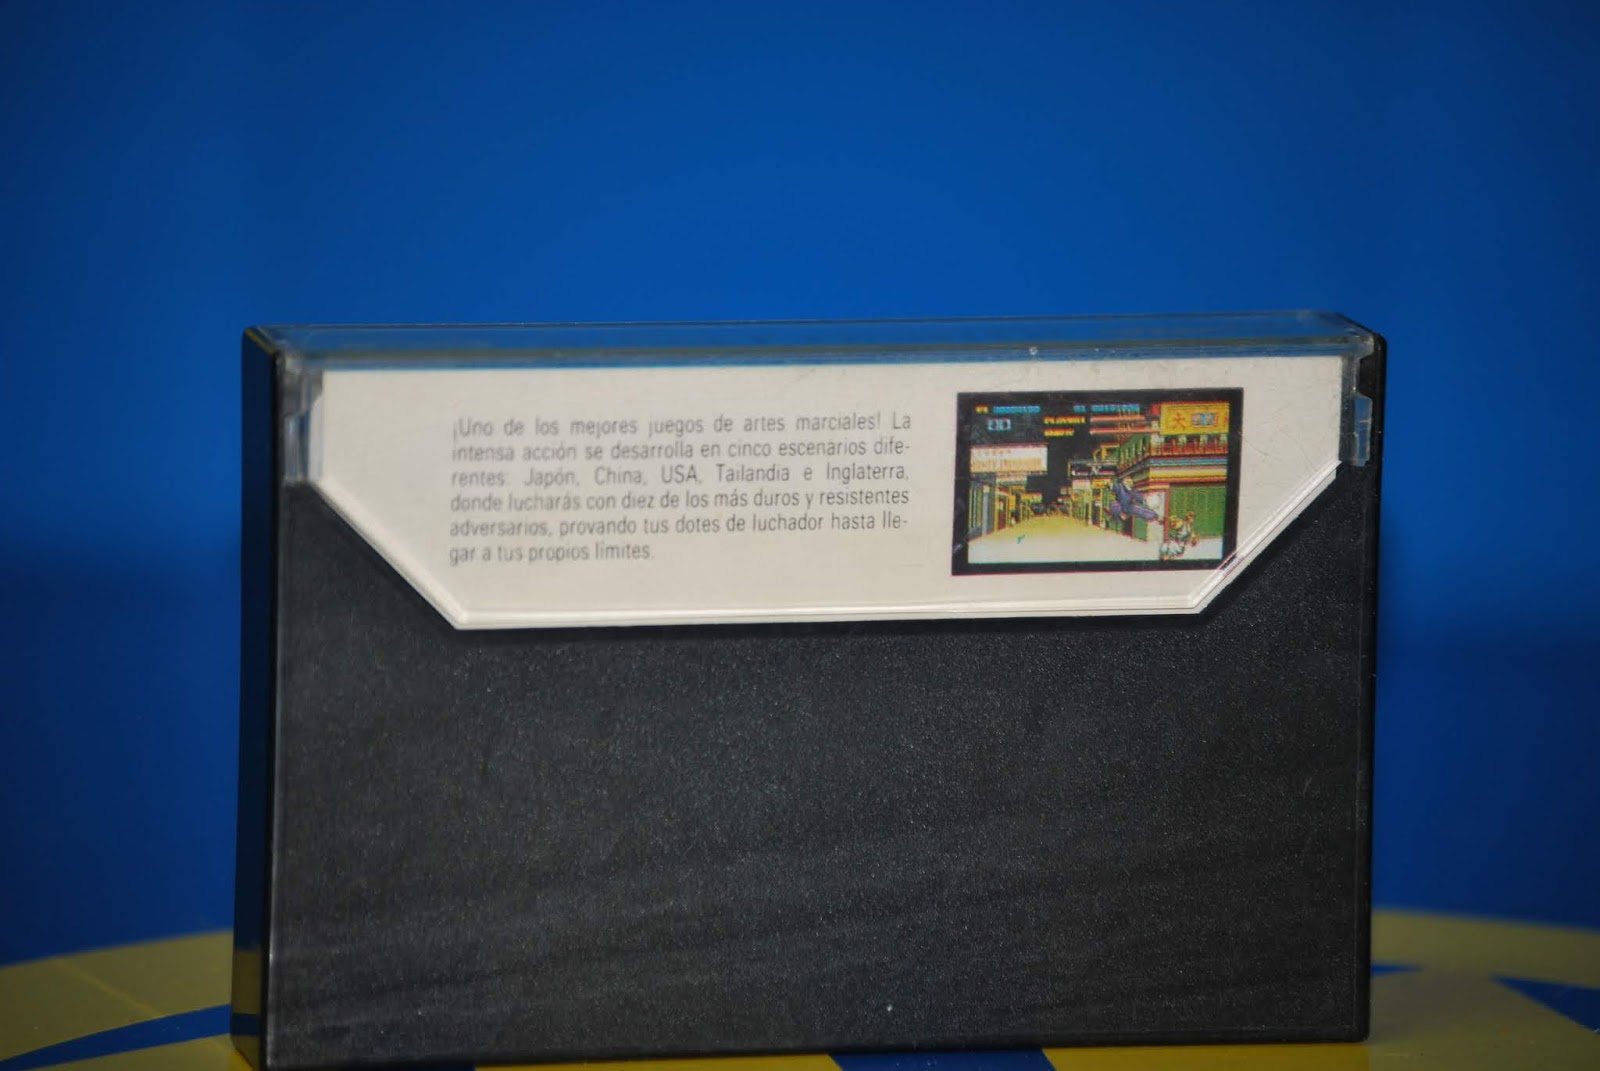 ¡Uno de los mejores juegos de artes marciales! La
intensa acción se desarrolla en cinco escenarios dife-
rentes: Japón, China, USA, Tailandia e Inglaterra,
donde lucharás con diez de los más duros y resistentes
adversarios, provando tus dotes de luchador hasta lle-
gar a tus propios límites.
大